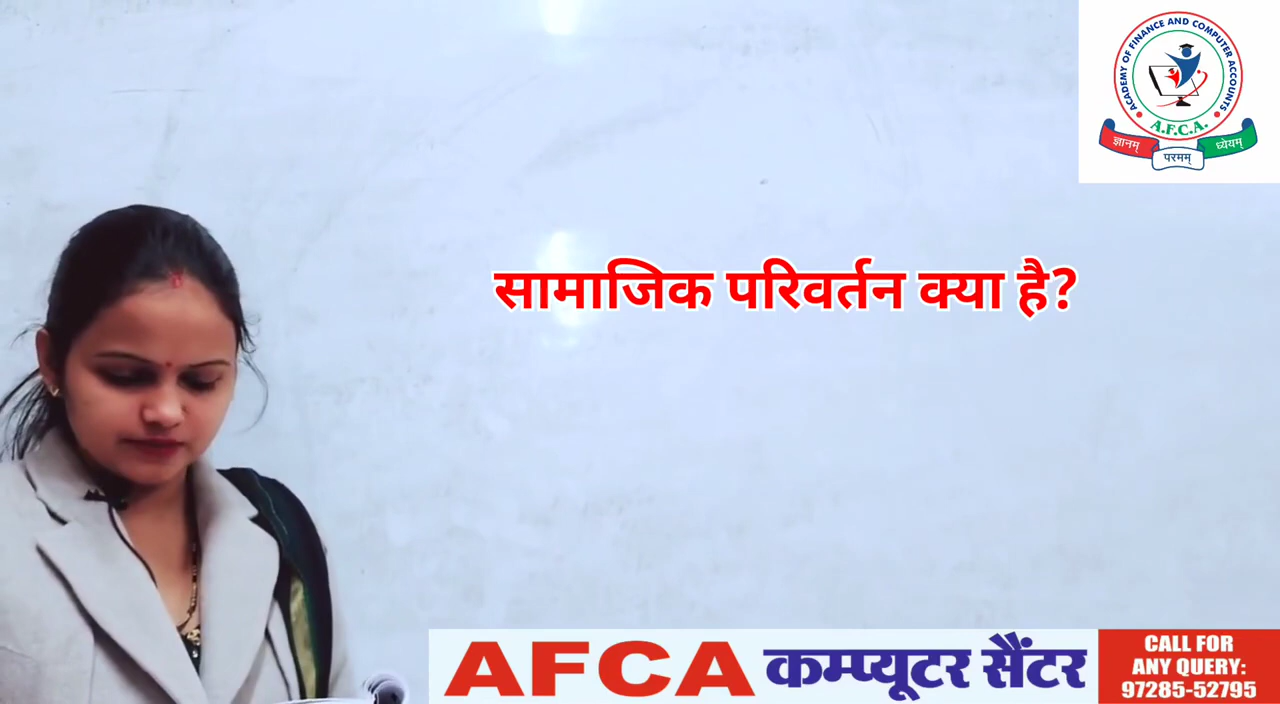 ACADEMY OF FINANCE AND COMPUTER ACCOUNTS
A.F.C.A.
ज्ञानम् परमम् ध्येयम्
सामाजिक परिवर्तन क्या है?
AFCA कम्प्यूटर सैंटर
CALL FOR
ANY QUERY:
97285-52795